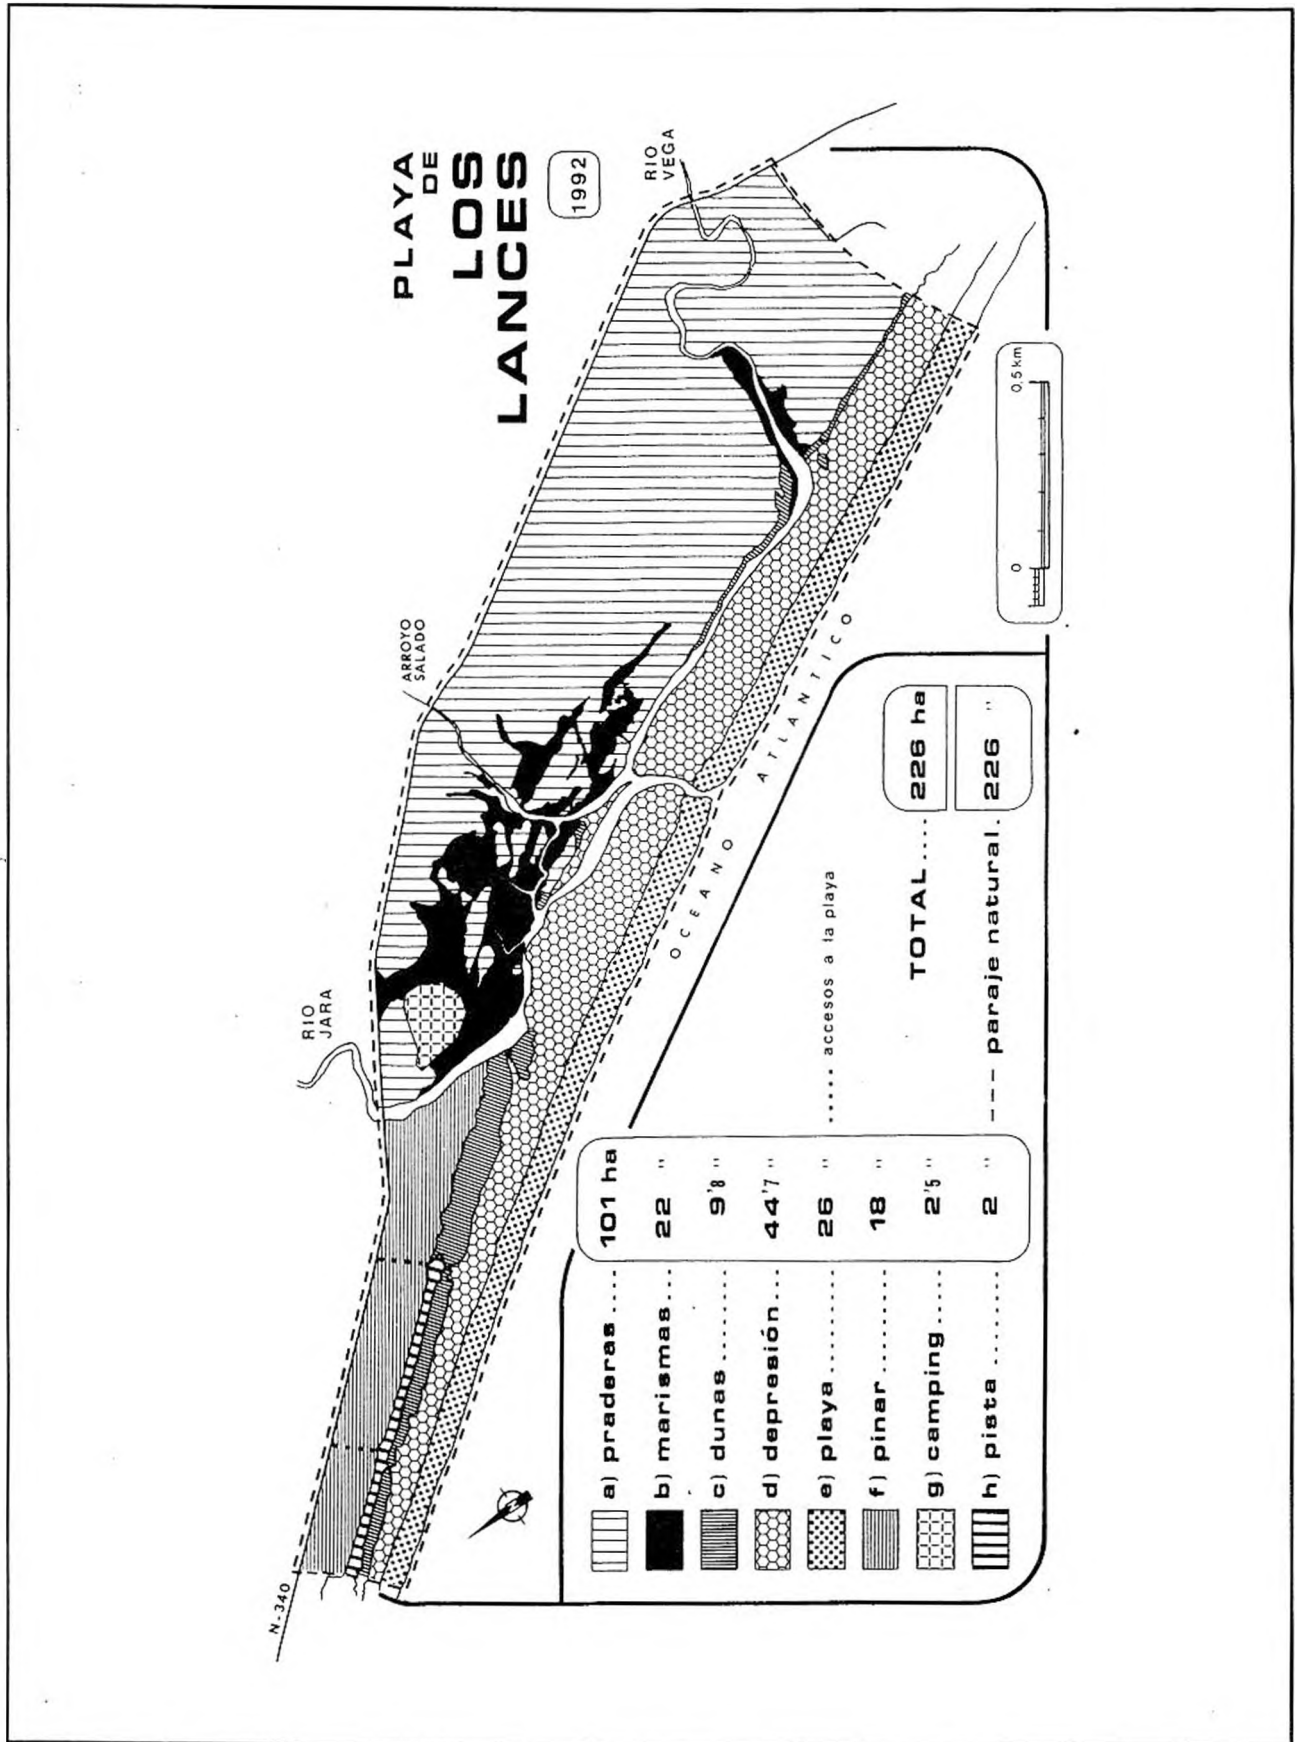 PLAYA
DE
LOS
LANCES
1992
RIO
VEGA
ARROYO
SALADO
RIO
JARA
N-340
OCEANO ATLANTICO
0 0,5 km
a) praderas .... 101 ha
b) marismas... 22 "
c) dunas ........ 9'8 "
d) depresión... 44'7 "
e) playa......... 26 "
f) pinar......... 18 "
g) camping..... 2'5 "
h) pista ........ 2 "
..... accesos a la playa
TOTAL..... 226 ha
--- paraje natural. 226 "